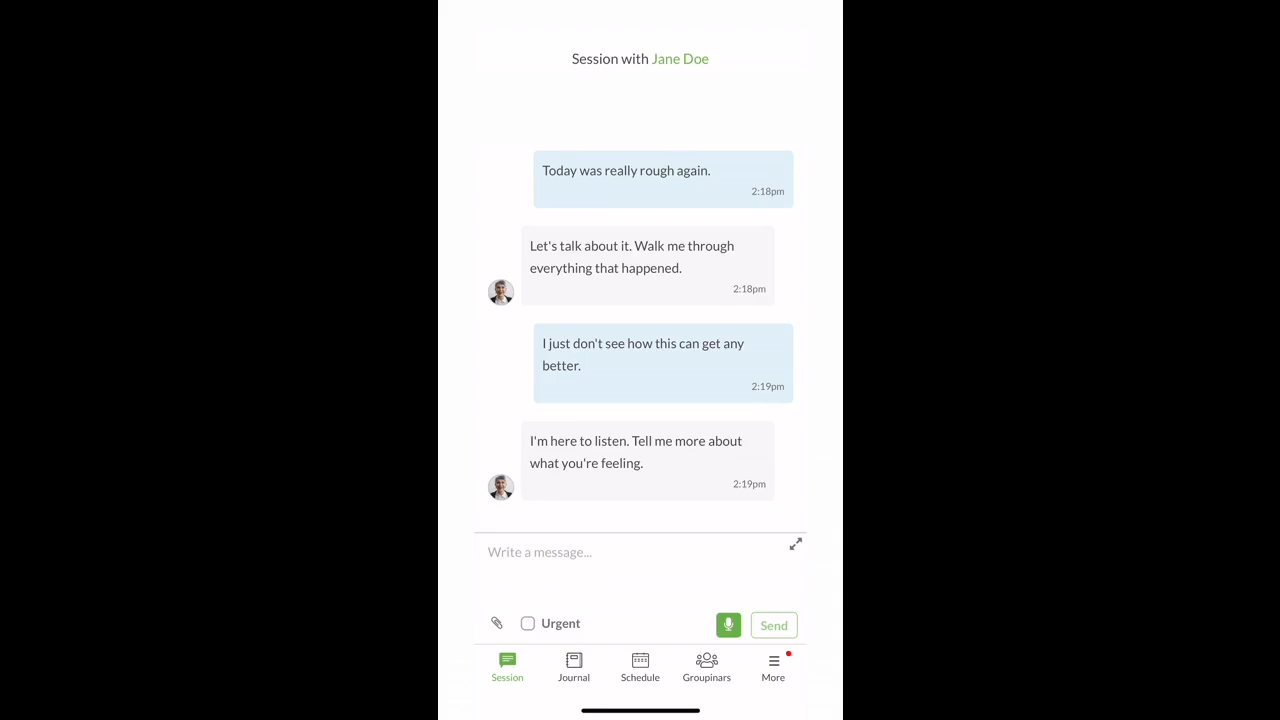 Session with Jane Doe
Today was really rough again.
2:18pm
Let's talk about it. Walk me through
everything that happened.
2:18pm
I just don't see how this can get any
better.
2:19pm
I'm here to listen. Tell me more about
what you're feeling.
2:19pm
Write a message...
Urgent
Send
Session
Journal
Schedule
Groupinars
More